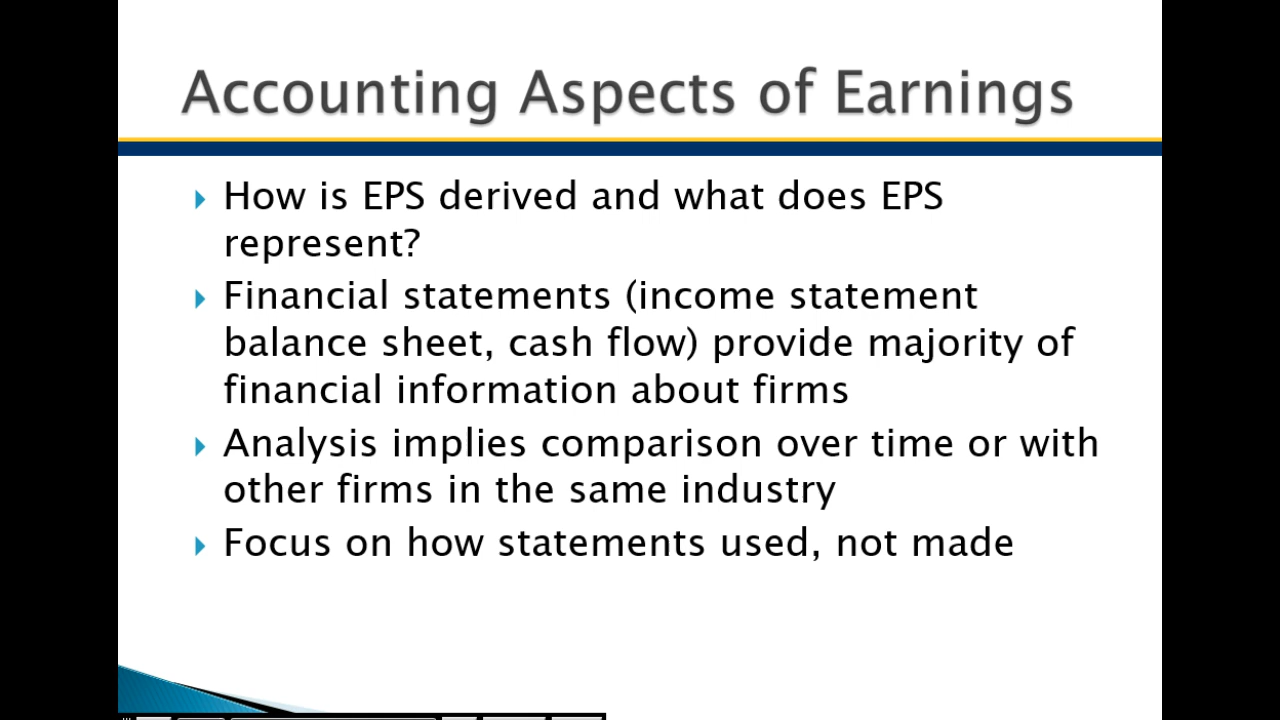 Accounting Aspects of Earnings
How is EPS derived and what does EPS
represent?
Financial statements (income statement
balance sheet, cash flow) provide majority of
financial information about firms
Analysis implies comparison over time or with
other firms in the same industry
Focus on how statements used, not made